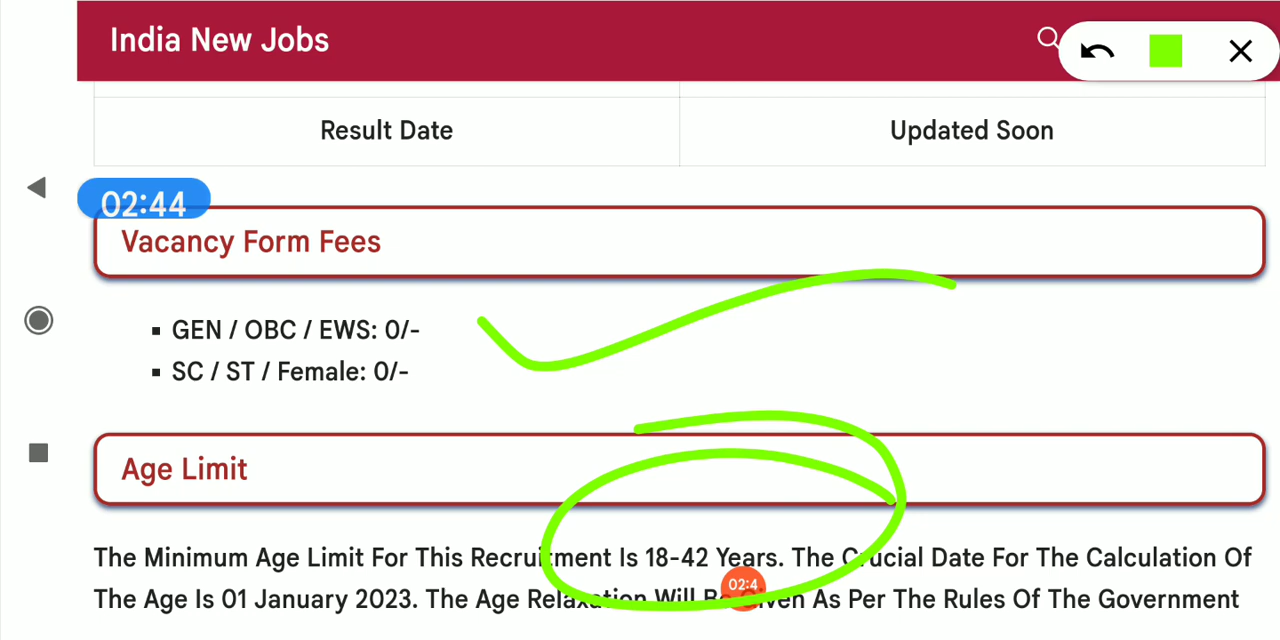 India New Jobs
Result Date Updated Soon
02:44
Vacancy Form Fees
GEN / OBC / EWS: 0/-
SC / ST / Female: 0/-
Age Limit
The Minimum Age Limit For This Recruitment Is 18-42 Years. The Crucial Date For The Calculation Of
02:4
The Age Is 01 January 2023. The Age Relaxation Will Be Given As Per The Rules Of The Government